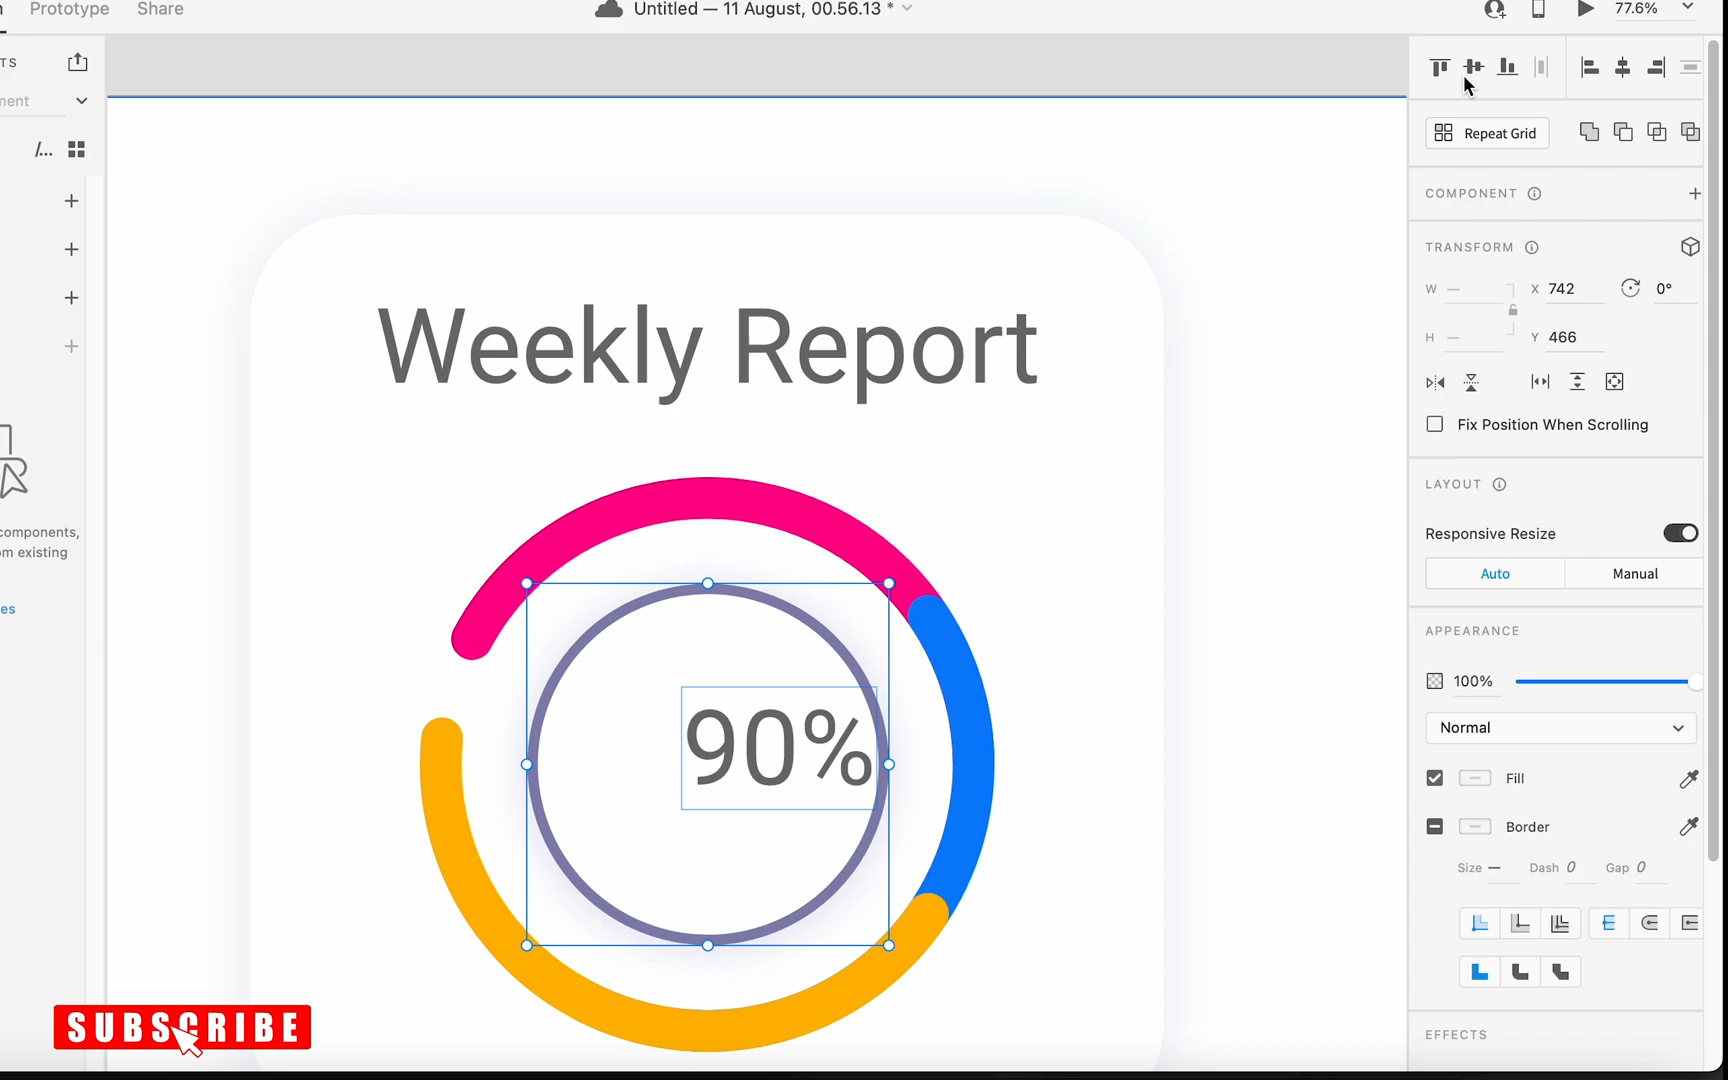 Prototype
Share
Untitled — 11 August, 00.56.13 *
77.6%
TS
nent
/...
components,
om existing
es
Weekly Report
90%
SUBSCRIBE
Repeat Grid
COMPONENT
TRANSFORM
W —
X 742
0°
H —
Y 466
Fix Position When Scrolling
LAYOUT
Responsive Resize
Auto
Manual
APPEARANCE
100%
Normal
Fill
Border
Size —
Dash 0
Gap 0
EFFECTS